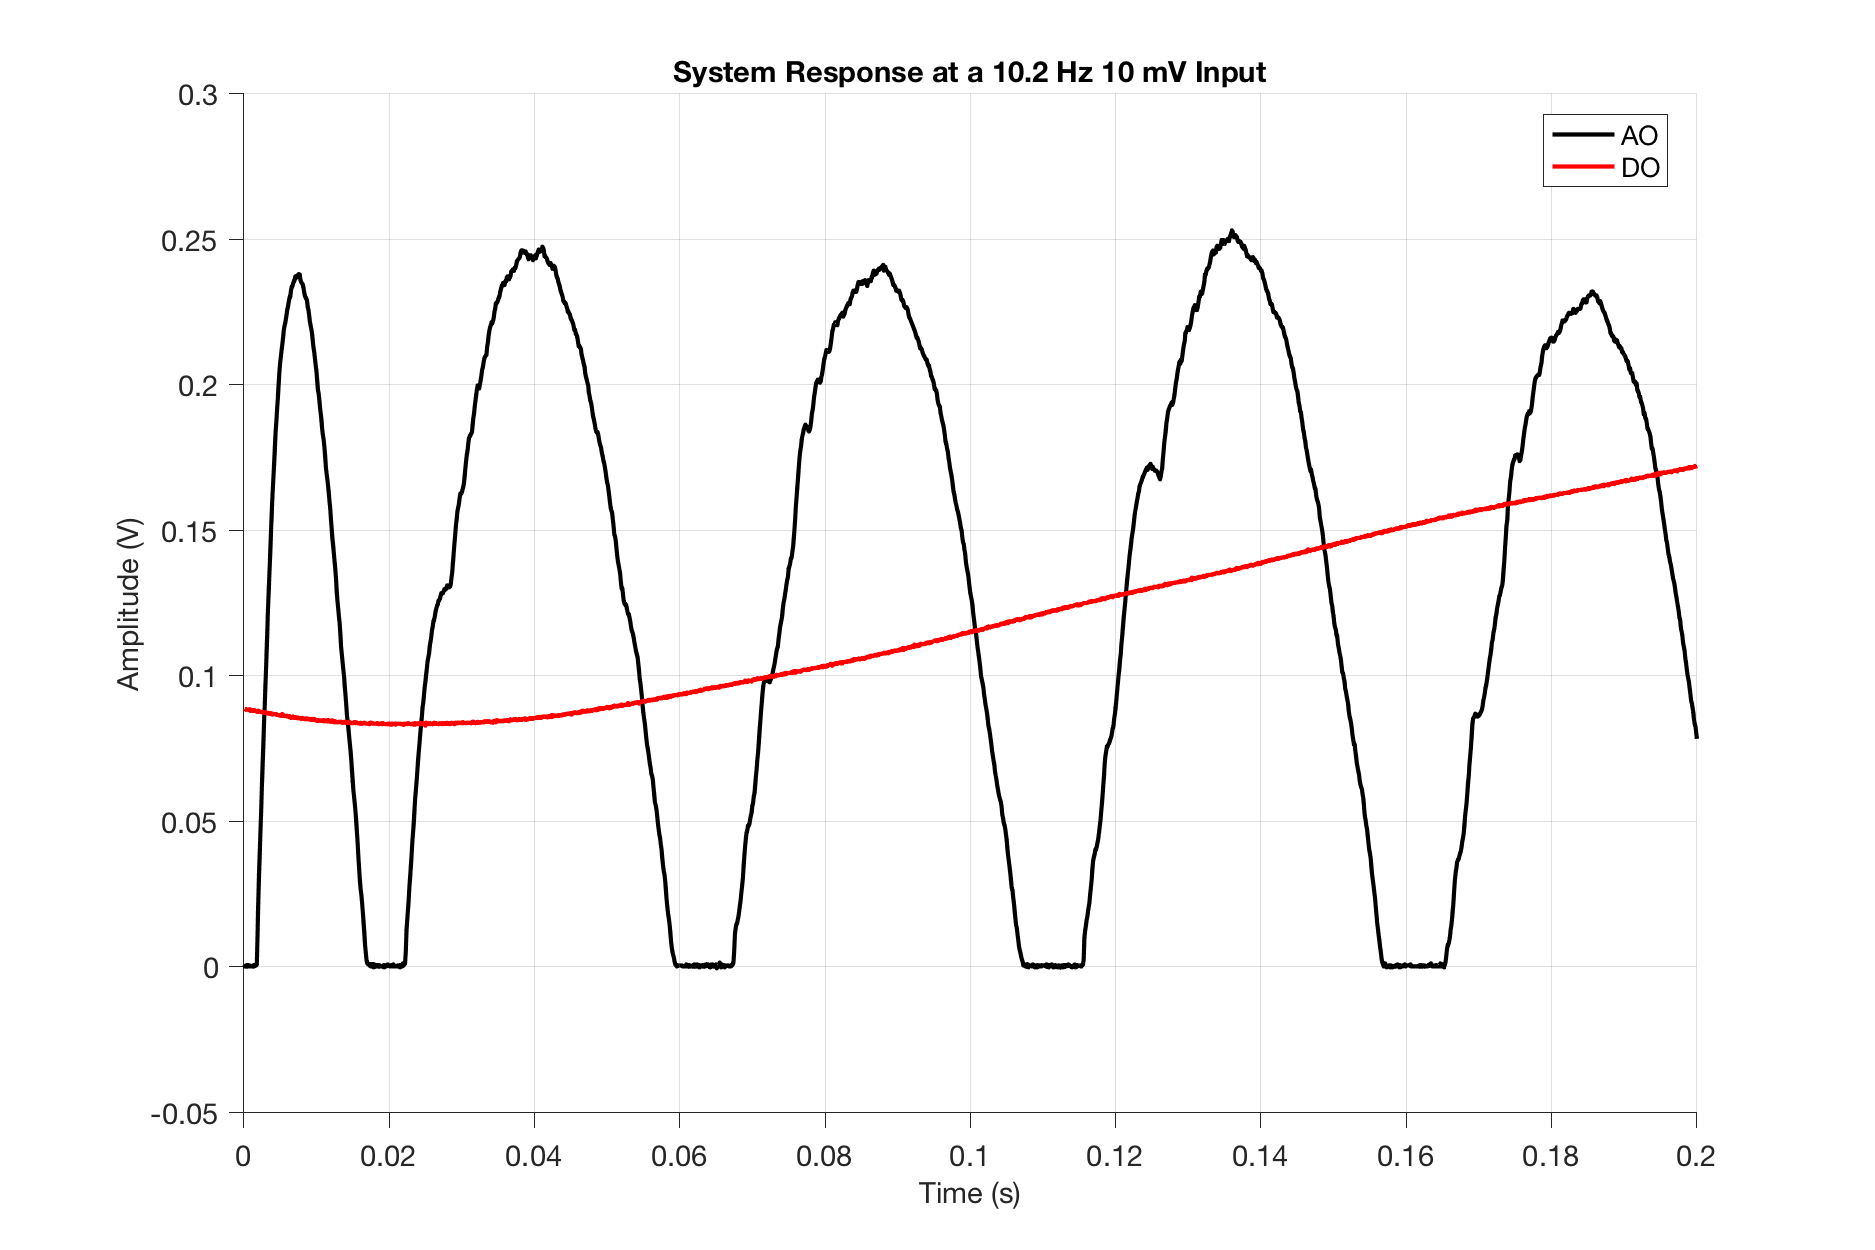 System Response at a 10.2 Hz 10 mV Input
0.3
0.25
0.2
0.15
0.1
0.05
0
-0.05
Amplitude (V)
AO
DO
0 0.02 0.04 0.06 0.08 0.1 0.12 0.14 0.16 0.18 0.2
Time (s)